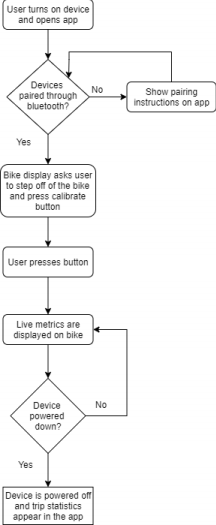 User turns on device
and opens app
Devices
paired through
bluetooth?
No
Show pairing
instructions on app
Yes
Bike display asks user
to step off of the bike
and press calibrate
button
User presses button
Live metrics are
displayed on bike
Device
powered
down?
No
Yes
Device is powered off
and trip statistics
appear in the app